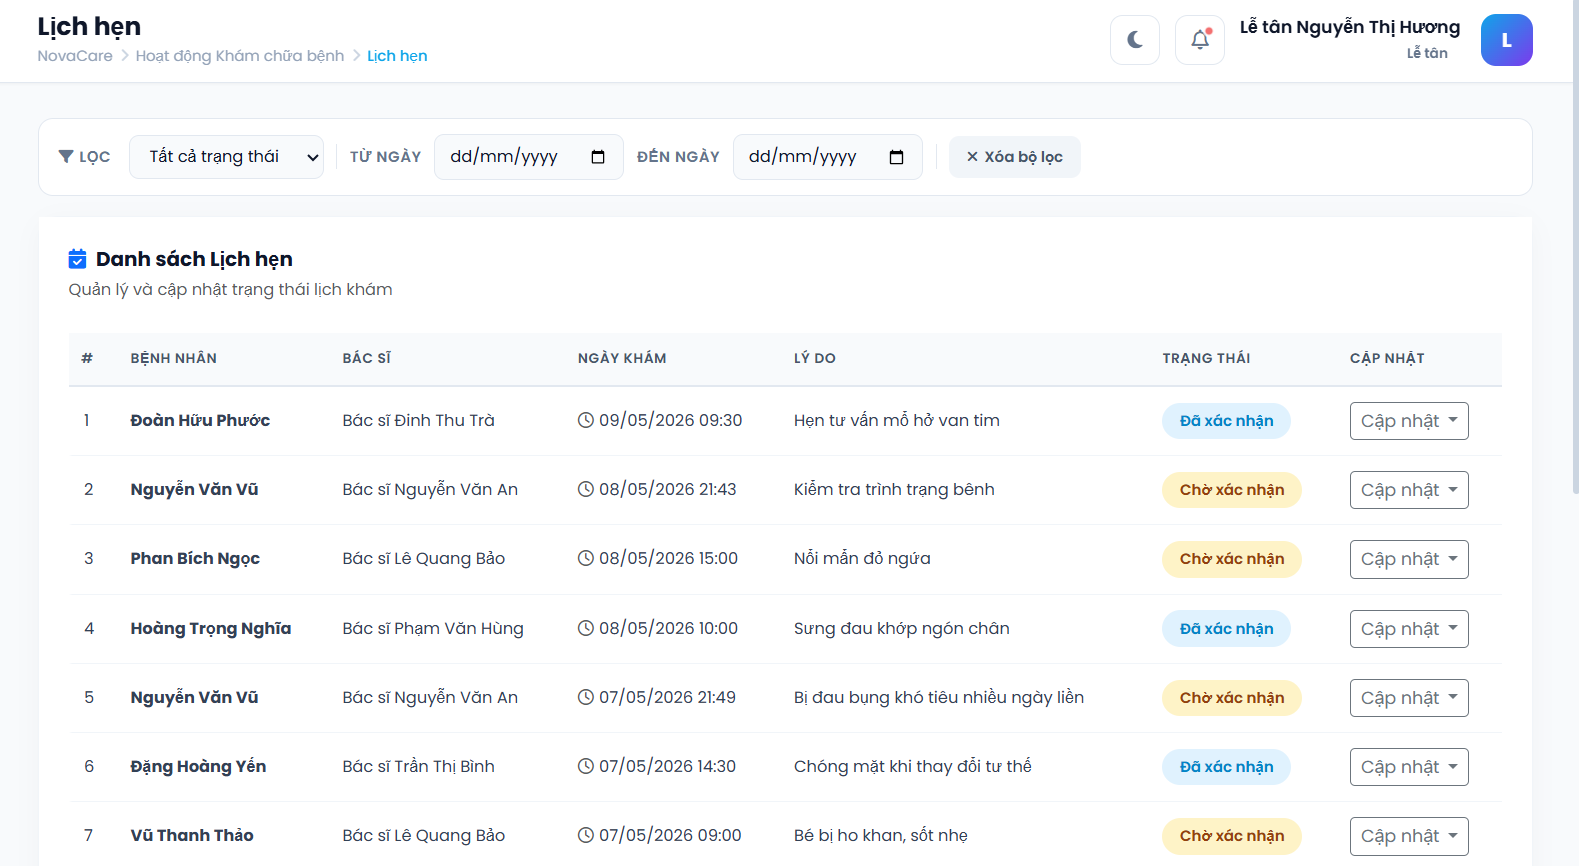 Lịch hẹn
NovaCare > Hoạt động Khám chữa bệnh > Lịch hẹn
Lễ tân Nguyễn Thị Hương
Lễ tân
L
LỌC
Tất cả trạng thái
TỪ NGÀY
dd/mm/yyyy
ĐẾN NGÀY
dd/mm/yyyy
✕ Xóa bộ lọc
Danh sách Lịch hẹn
Quản lý và cập nhật trạng thái lịch khám
# BỆNH NHÂN BÁC SĨ NGÀY KHÁM LÝ DO TRẠNG THÁI CẬP NHẬT
1 Đoàn Hữu Phước Bác sĩ Đinh Thu Trà 09/05/2026 09:30 Hẹn tư vấn mổ hở van tim Đã xác nhận Cập nhật
2 Nguyễn Văn Vũ Bác sĩ Nguyễn Văn An 08/05/2026 21:43 Kiểm tra trình trạng bênh Chờ xác nhận Cập nhật
3 Phan Bích Ngọc Bác sĩ Lê Quang Bảo 08/05/2026 15:00 Nổi mẩn đỏ ngứa Chờ xác nhận Cập nhật
4 Hoàng Trọng Nghĩa Bác sĩ Phạm Văn Hùng 08/05/2026 10:00 Sưng đau khớp ngón chân Đã xác nhận Cập nhật
5 Nguyễn Văn Vũ Bác sĩ Nguyễn Văn An 07/05/2026 21:49 Bị đau bụng khó tiêu nhiều ngày liền Chờ xác nhận Cập nhật
6 Đặng Hoàng Yến Bác sĩ Trần Thị Bình 07/05/2026 14:30 Chóng mặt khi thay đổi tư thế Đã xác nhận Cập nhật
7 Vũ Thanh Thảo Bác sĩ Lê Quang Bảo 07/05/2026 09:00 Bé bị ho khan, sốt nhẹ Chờ xác nhận Cập nhật